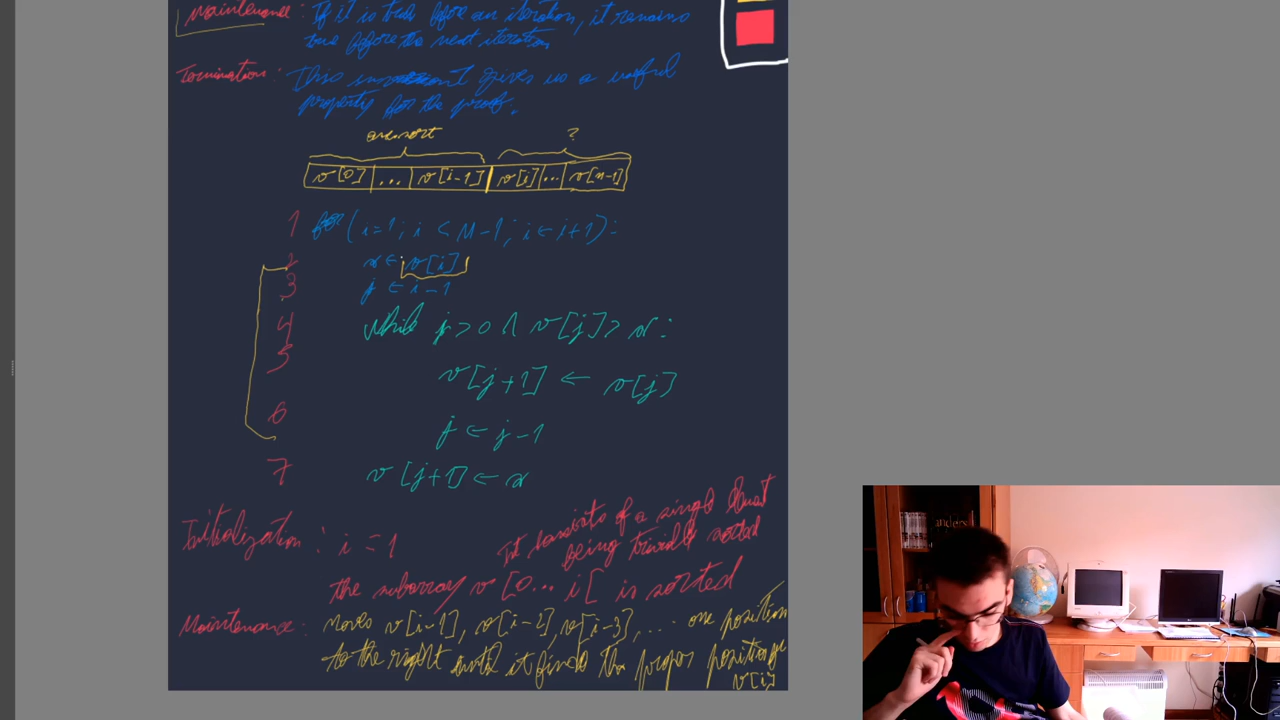 Maintenance: If it is true before an iteration, it remains
true before the next iteration
Termination: This invariant gives us a useful
property for the proof.
?
v[0] ... v[i-1] v[i] ... v[n-1]
1 for (i=1; i < n-1; i ← i+1):
2 x ← v[i]
3 j ← i-1
4 while j > 0 ∧ v[j] > x:
5 v[j+1] ← v[j]
6 j ← j-1
7 v[j+1] ← x
it consists of a single
being trivially sorted
Initialization: i = 1
the subarray v[0... i[ is sorted
Maintenance: moves v[i-1], v[i-2], v[i-3], ... one position
to the right until it finds the proper position
v[i]